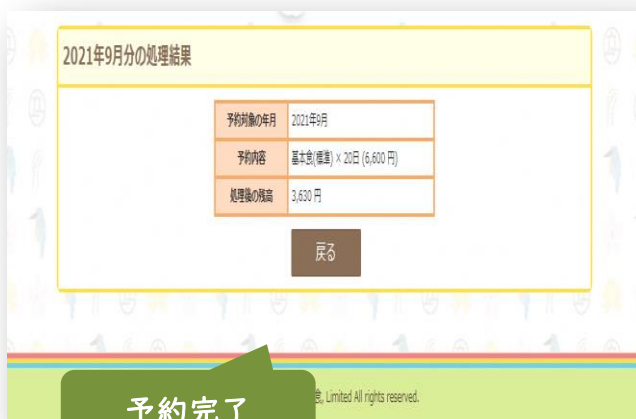 2021年9月分の処理結果
予約対象の年月 2021年9月
予約内容 基本食(標準) × 20日 (6,600 円)
処理後の残高 3,630 円
戻る
食, Limited All rights reserved.
予約完了